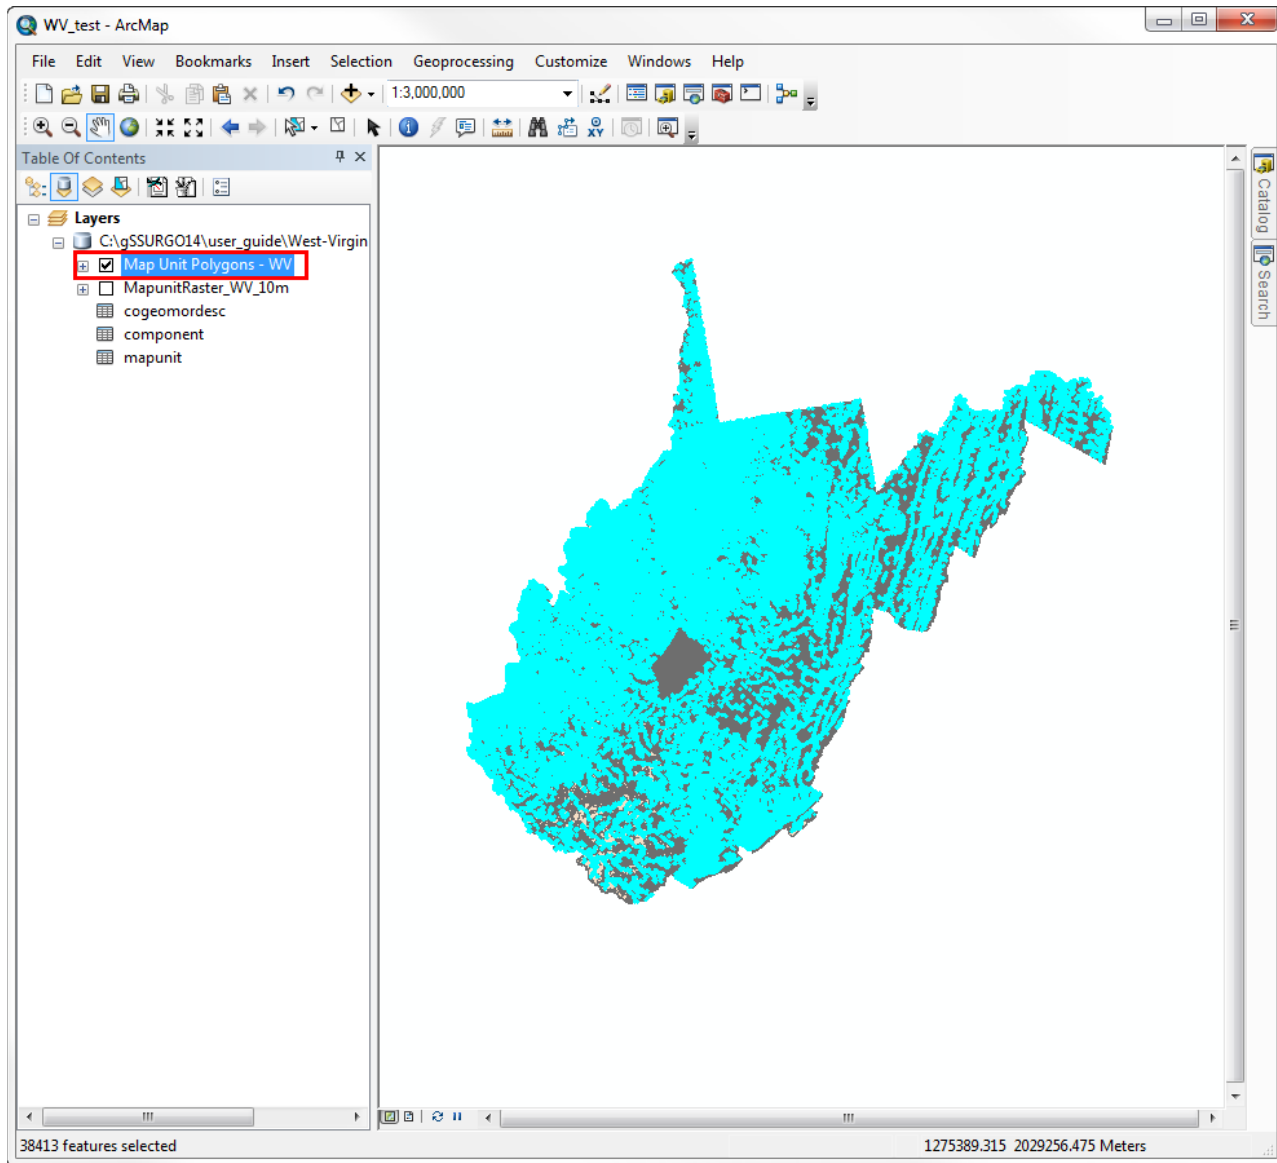 WV_test - ArcMap
File Edit View Bookmarks Insert Selection Geoprocessing Customize Windows Help
1:3,000,000
Table Of Contents
Layers
C:\gSSURGO14\user_guide\West-Virgin
Map Unit Polygons - WV
MapunitRaster_WV_10m
cogeomordesc
component
mapunit
Catalog
Search
38413 features selected
1275389.315 2029256.475 Meters